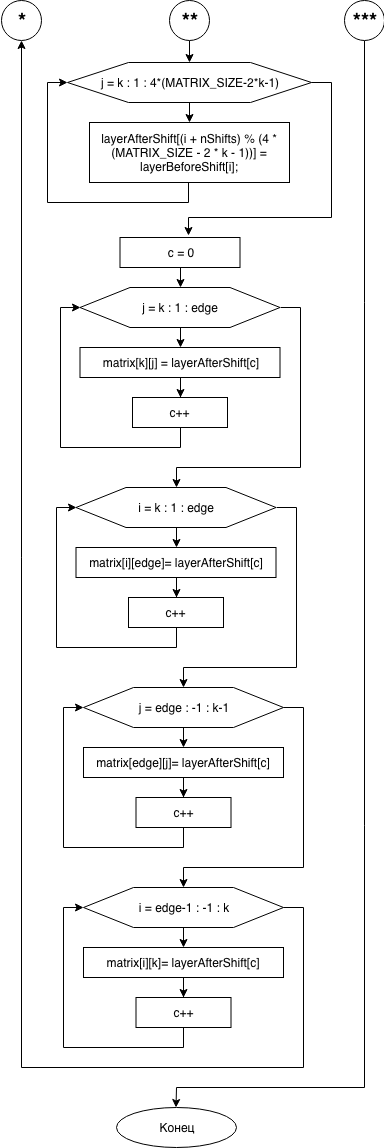 *
**
***
j = k : 1 : 4*(MATRIX_SIZE-2*k-1)
layerAfterShift[(i + nShifts) % (4 *
(MATRIX_SIZE - 2 * k - 1))] =
layerBeforeShift[i];
c = 0
j = k : 1 : edge
matrix[k][j] = layerAfterShift[c]
c++
i = k : 1 : edge
matrix[i][edge]= layerAfterShift[c]
c++
j = edge : -1 : k-1
matrix[edge][j]= layerAfterShift[c]
c++
i = edge-1 : -1 : k
matrix[i][k]= layerAfterShift[c]
c++
Конец